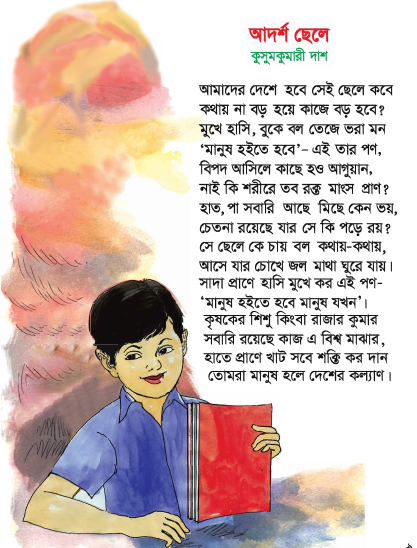 আদর্শ ছেলে
কুসুমকুমারী দাশ
আমাদের দেশে হবে সেই ছেলে কবে
কথায় না বড় হয়ে কাজে বড় হবে?
মুখে হাসি, বুকে বল তেজে ভরা মন
‘মানুষ হইতে হবে’– এই তার পণ,
বিপদ আসিলে কাছে হও আগুয়ান,
নাই কি শরীরে তব রক্ত মাংস প্রাণ?
হাত, পা সবারি আছে মিছে কেন ভয়,
চেতনা রয়েছে যার সে কি পড়ে রয়?
সে ছেলে কে চায় বল কথায়-কথায়,
আসে যার চোখে জল মাথা ঘুরে যায়।
সাদা প্রাণে হাসি মুখে কর এই পণ-
‘মানুষ হইতে হবে মানুষ যখন’।
কৃষকের শিশু কিংবা রাজার কুমার
সবারি রয়েছে কাজ এ বিশ্ব মাঝার,
হাতে প্রাণে খাট সবে শক্তি কর দান
তোমরা মানুষ হলে দেশের কল্যাণ।